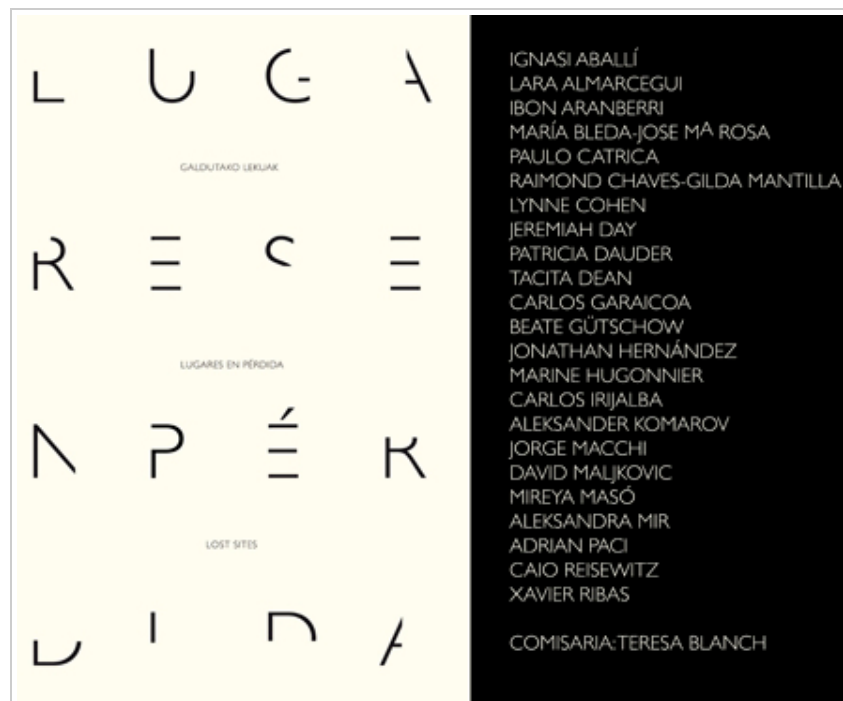 L U G A
GALDUTAKO LEKUAK
R E S E
LUGARES EN PÉRDIDA
N P É R
LOST SITES
D I D A
IGNASI ABALLÍ
LARA ALMARCEGUI
IBON ARANBERRI
MARÍA BLEDA-JOSE Mª ROSA
PAULO CATRICA
RAIMOND CHAVES-GILDA MANTILLA
LYNNE COHEN
JEREMIAH DAY
PATRICIA DAUDER
TACITA DEAN
CARLOS GARAICOA
BEATE GÜTSCHOW
JONATHAN HERNÁNDEZ
MARINE HUGONNIER
CARLOS IRIJALBA
ALEKSANDER KOMAROV
JORGE MACCHI
DAVID MALJKOVIC
MIREYA MASÓ
ALEKSANDRA MIR
ADRIAN PACI
CAIO REISEWITZ
XAVIER RIBAS
COMISARIA: TERESA BLANCH